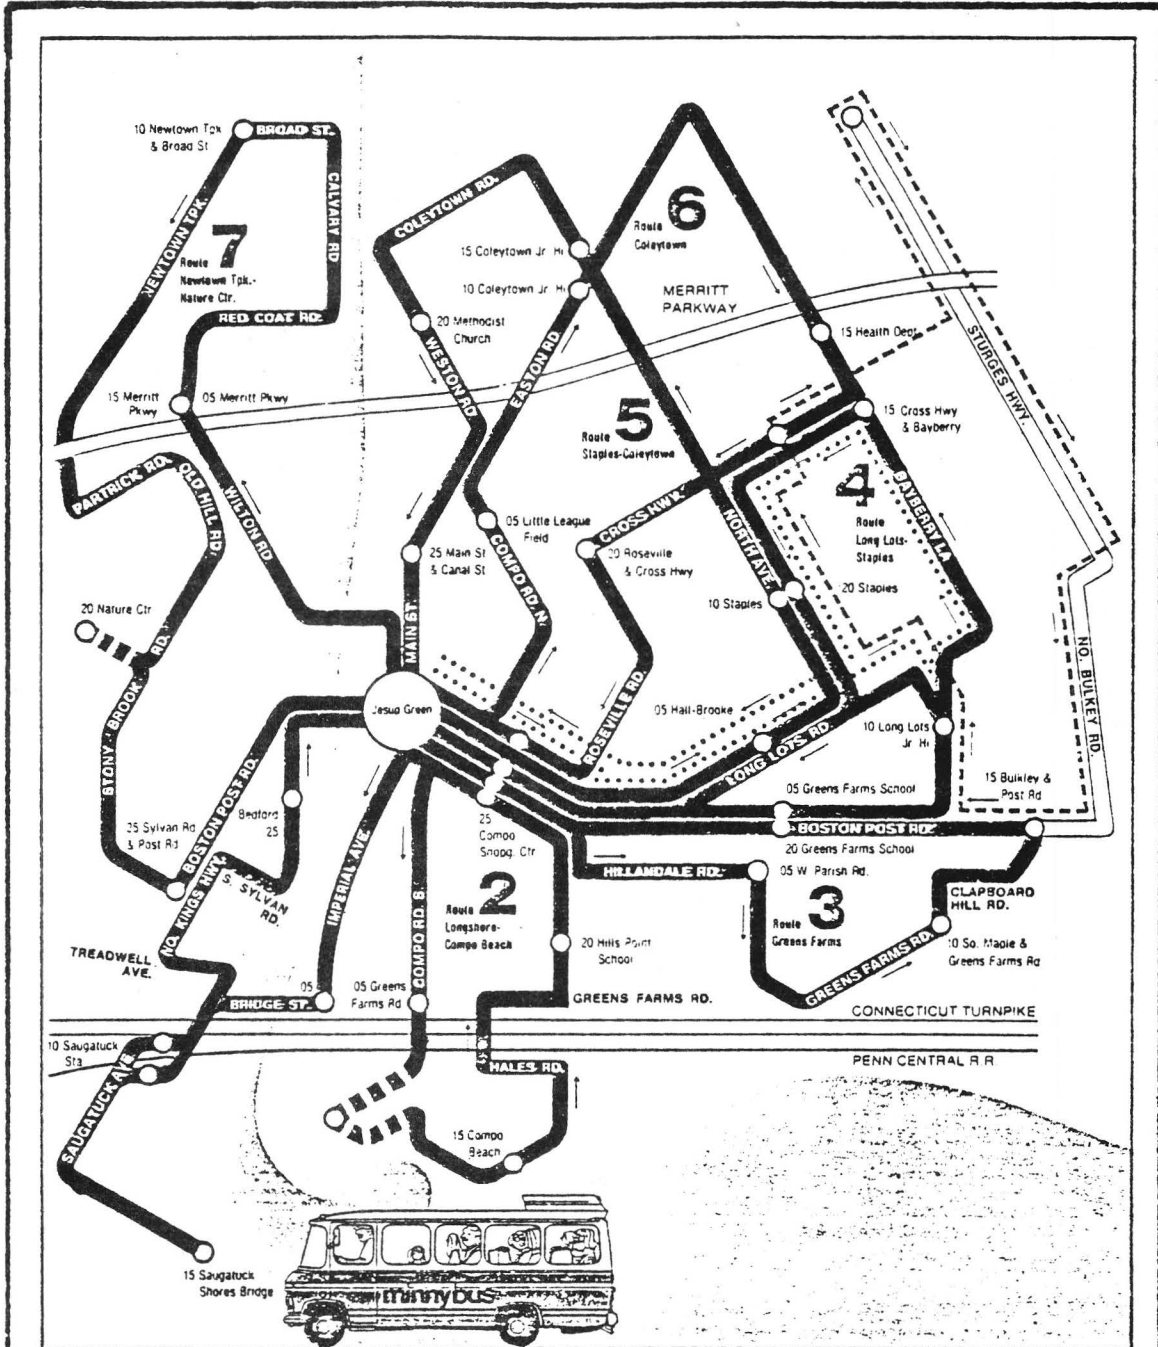 10 Newtown Tpk
& Broad St
BROAD ST.
CALVARY RD
NEWTOWN TPK.
7
Route
Newtown Tpk.-
Nature Ctr.
RED COAT RD.
15 Merritt
Pkwy
05 Merritt Pkwy
PARTRICK RD.
OLD HILL RD.
WILTON RD
20 Nature Ctr
STONY BROOK RD.
COLEYTOWN RD.
15 Coleytown Jr Hi
10 Coleytown Jr Hi
20 Methodist
Church
WESTON RD
EASTON RD.
6
Route
Coleytown
MERRITT
PARKWAY
15 Health Dept
STURGES HWY.
15 Cross Hwy
& Bayberry
5
Route
Staples-Coleytown
4
Route
Long Lots-
Staples
BAYBERRY LA
CROSS HWY.
NORTH AVE.
05 Little League
Field
25 Main St
& Canal St
COMPO RD. N.
20 Roseville
& Cross Hwy
10 Staples
20 Staples
MAIN ST.
ROSEVILLE RD.
NO. BULKEY RD.
Jesup Green
05 Hall-Brooke
LONG LOTS RD.
10 Long Lots
Jr Hi
15 Bulkley &
Post Rd
05 Greens Farms School
BOSTON POST RD.
20 Greens Farms School
BOSTON POST RD.
Bedford
25
25 Sylvan Rd
& Post Rd
NO. KINGS HWY.
S. SYLVAN
RD.
IMPERIAL AVE.
25
Compo
Snopg. Ctr
HILLANDALE RD.
05 W. Parish Rd.
2
Route
Longshore-
Compo Beach
COMPO RD. S.
3
Route
Greens Farms
CLAPBOARD
HILL RD.
10 So. Maple &
Greens Farms Rd
GREENS FARMS RD.
20 Hills Point
School
TREADWELL
AVE.
BRIDGE ST.
05
05 Greens
Farms Rd
GREENS FARMS RD.
CONNECTICUT TURNPIKE
10 Saugatuck
Sta
PENN CENTRAL R.R
HALES RD.
SAUGATUCK AVE.
15 Compo
Beach
15 Saugatuck
Shores Bridge
minnybus